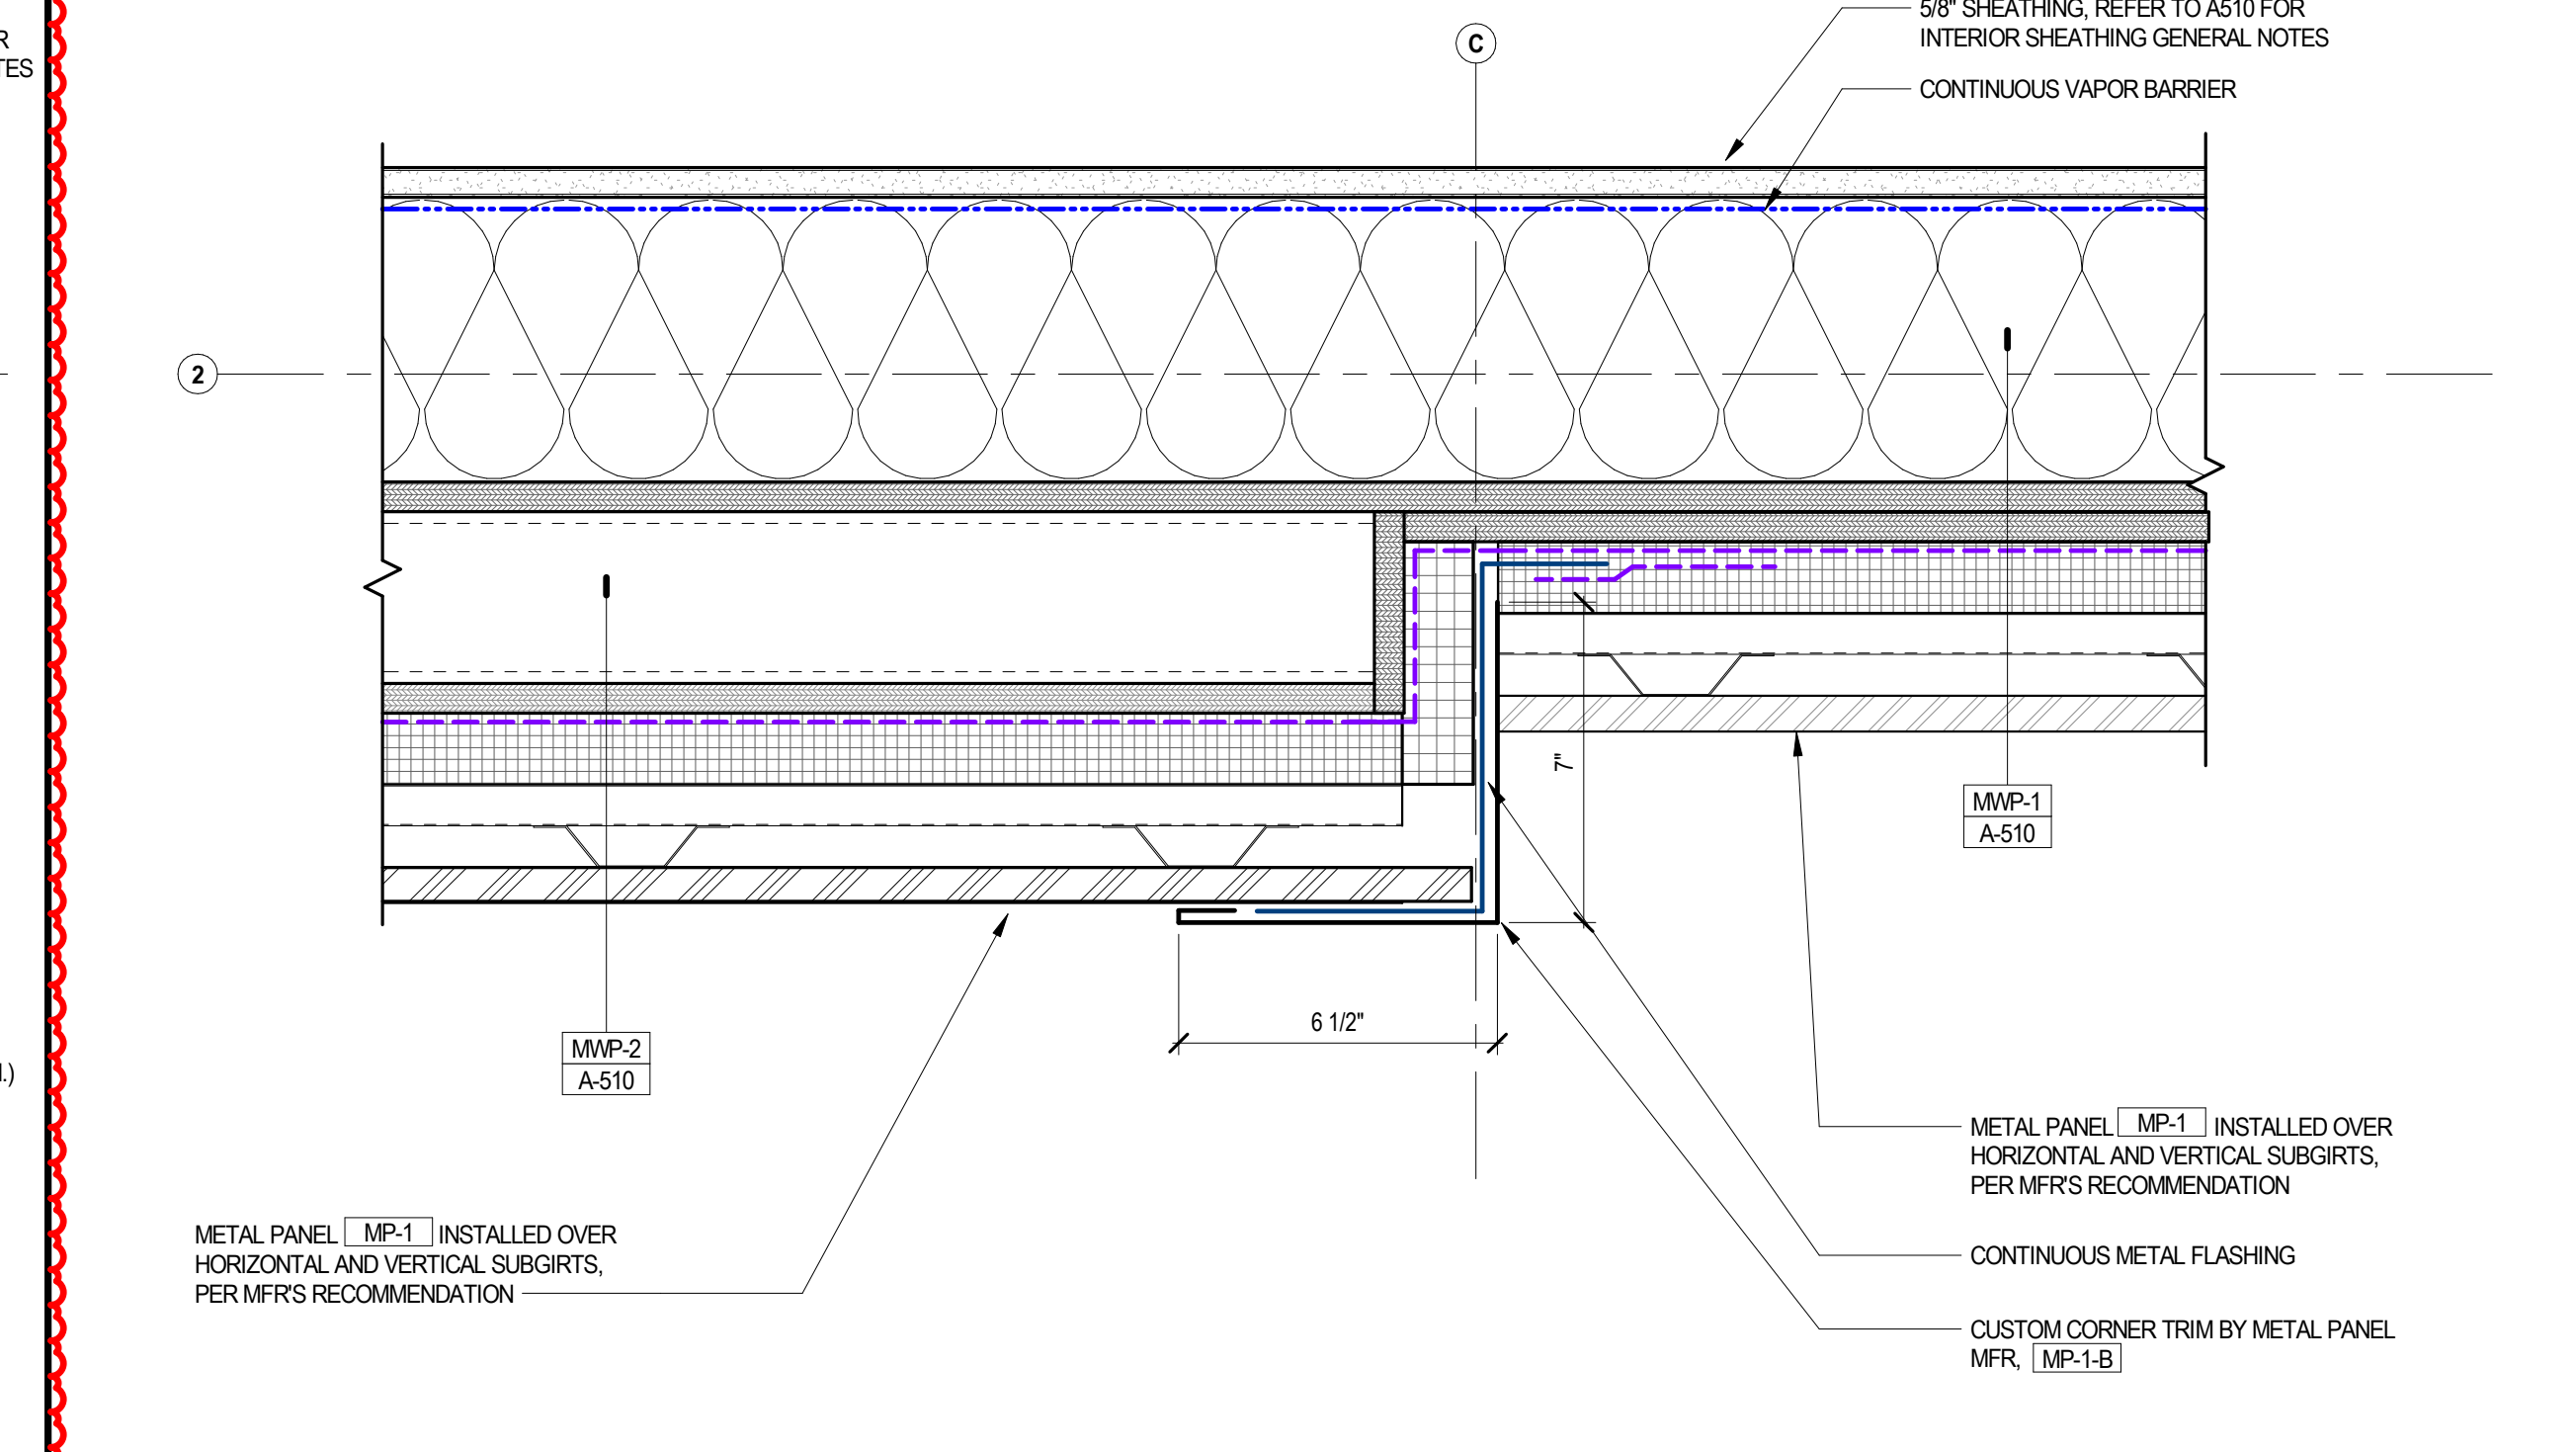 R
TES
C
5/8" SHEATHING, REFER TO A510 FOR
INTERIOR SHEATHING GENERAL NOTES
CONTINUOUS VAPOR BARRIER
2
7"
MWP-1
A-510
6 1/2"
MWP-2
A-510
.)
METAL PANEL MP-1 INSTALLED OVER
HORIZONTAL AND VERTICAL SUBGIRTS,
PER MFR'S RECOMMENDATION
METAL PANEL MP-1 INSTALLED OVER
HORIZONTAL AND VERTICAL SUBGIRTS,
PER MFR'S RECOMMENDATION
CONTINUOUS METAL FLASHING
CUSTOM CORNER TRIM BY METAL PANEL
MFR, MP-1-B